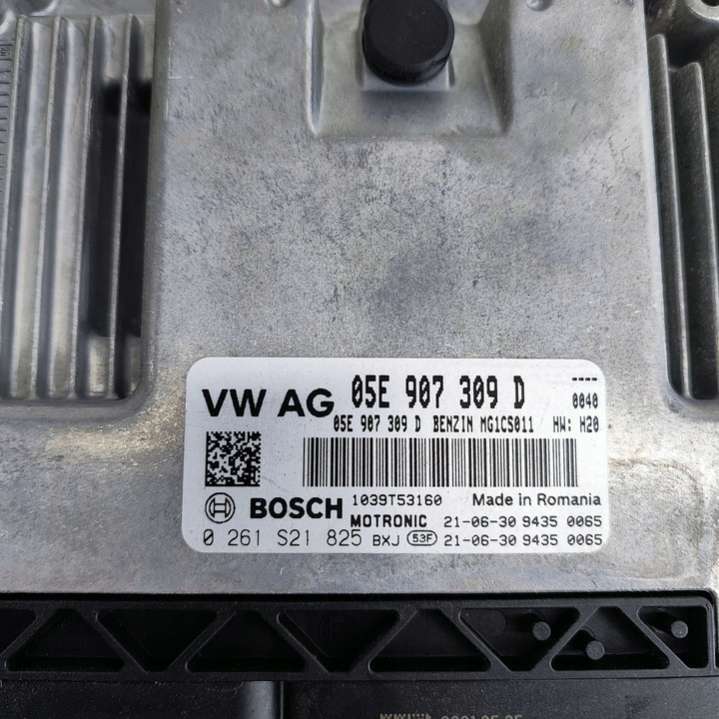 VW AG 05E 907 309 D ----
0040
05E 907 309 D BENZIN MG1CS011 HW: H20
BOSCH 1039T53160 Made in Romania
MOTRONIC 21-06-30 9435 0065
0 261 S21 825 BXJ 53F 21-06-30 9435 0065